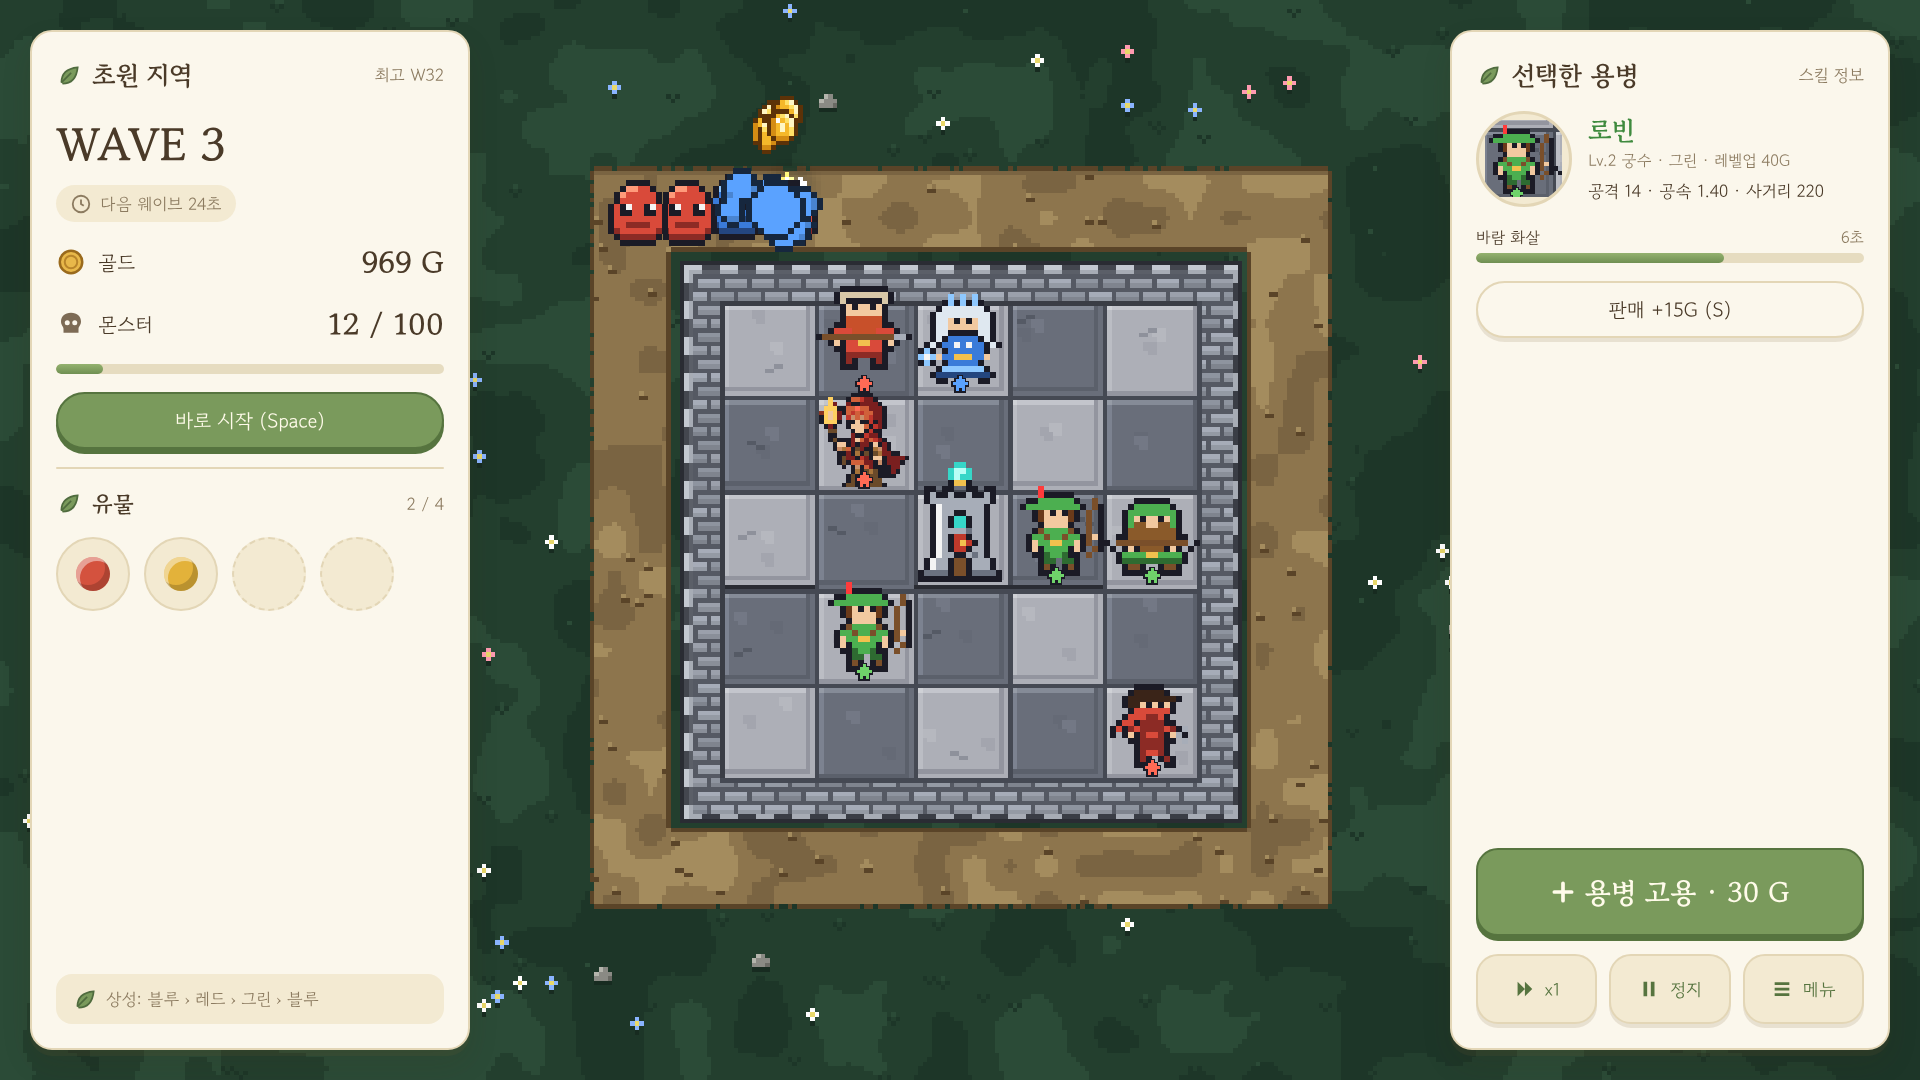 초원 지역
최고 W32
WAVE 3
다음 웨이브 24초
골드
969 G
몬스터
12 / 100
바로 시작 (Space)
유물
2 / 4
상성: 블루 › 레드 › 그린 › 블루
선택한 용병
스킬 정보
로빈
Lv.2 궁수 · 그린 · 레벨업 40G
공격 14 · 공속 1.40 · 사거리 220
바람 화살
6초
판매 +15G (S)
+ 용병 고용 · 30 G
x1
정지
메뉴